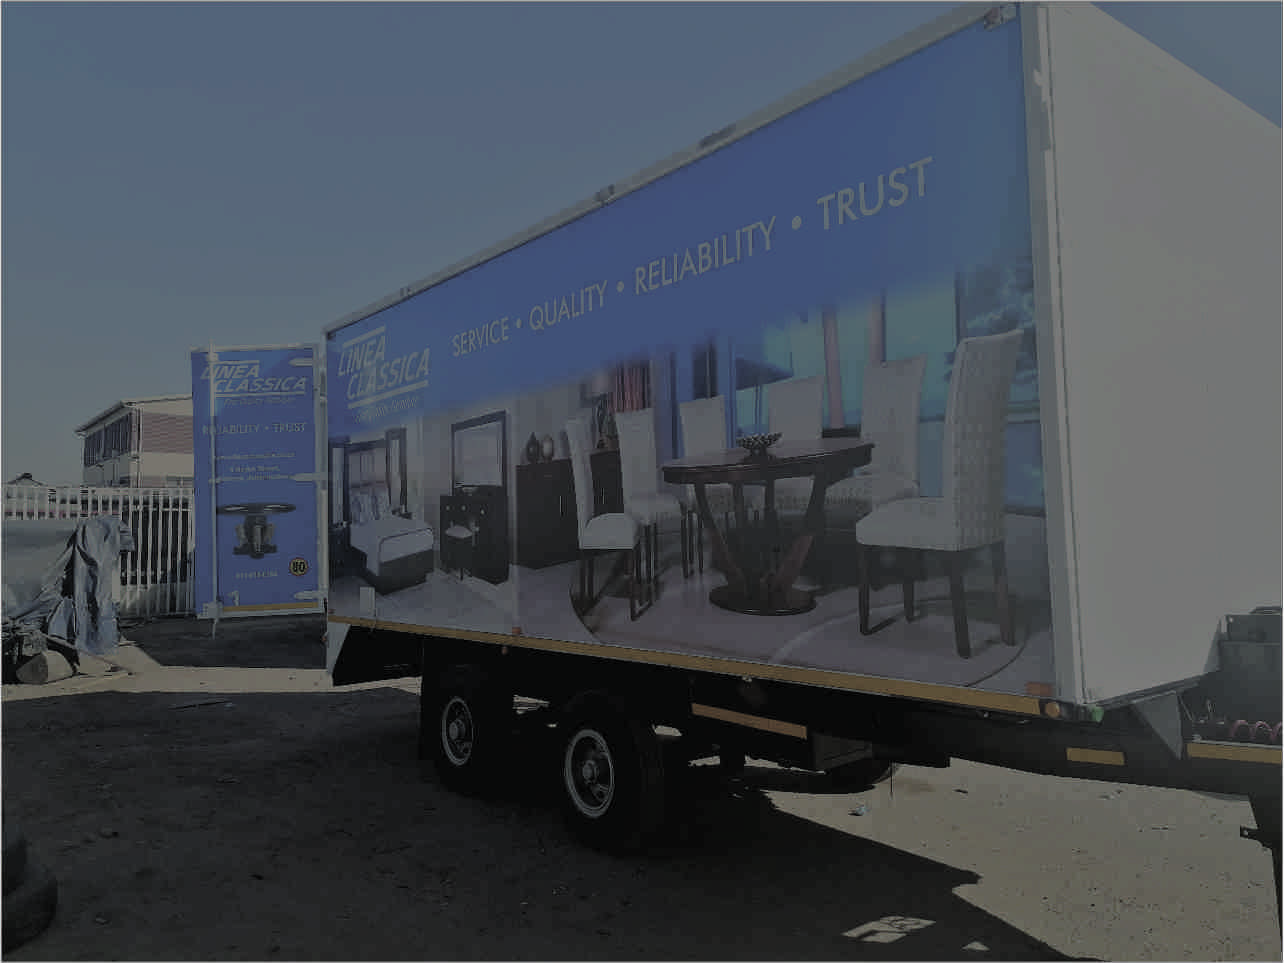 LINEA
CLASSICA
SERVICE • QUALITY • RELIABILITY • TRUST
LINEA
CLASSICA
RELIABILITY • TRUST
80